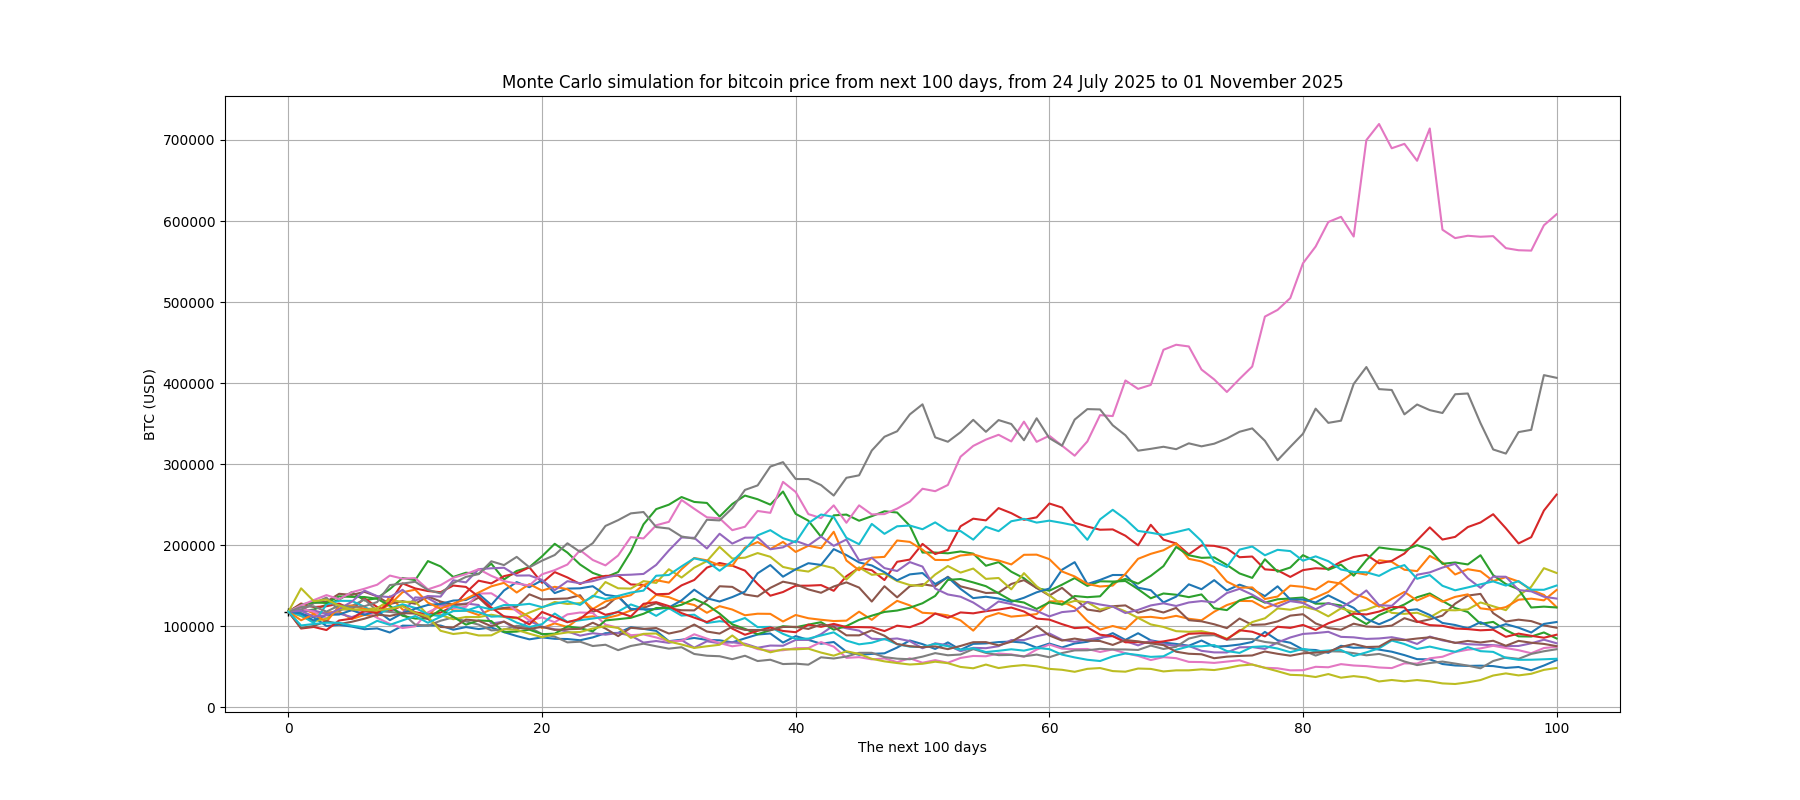 Monte Carlo simulation for bitcoin price from next 100 days, from 24 July 2025 to 01 November 2025
700000
600000
500000
400000
300000
200000
100000
0
BTC (USD)
0 20 40 60 80 100
The next 100 days